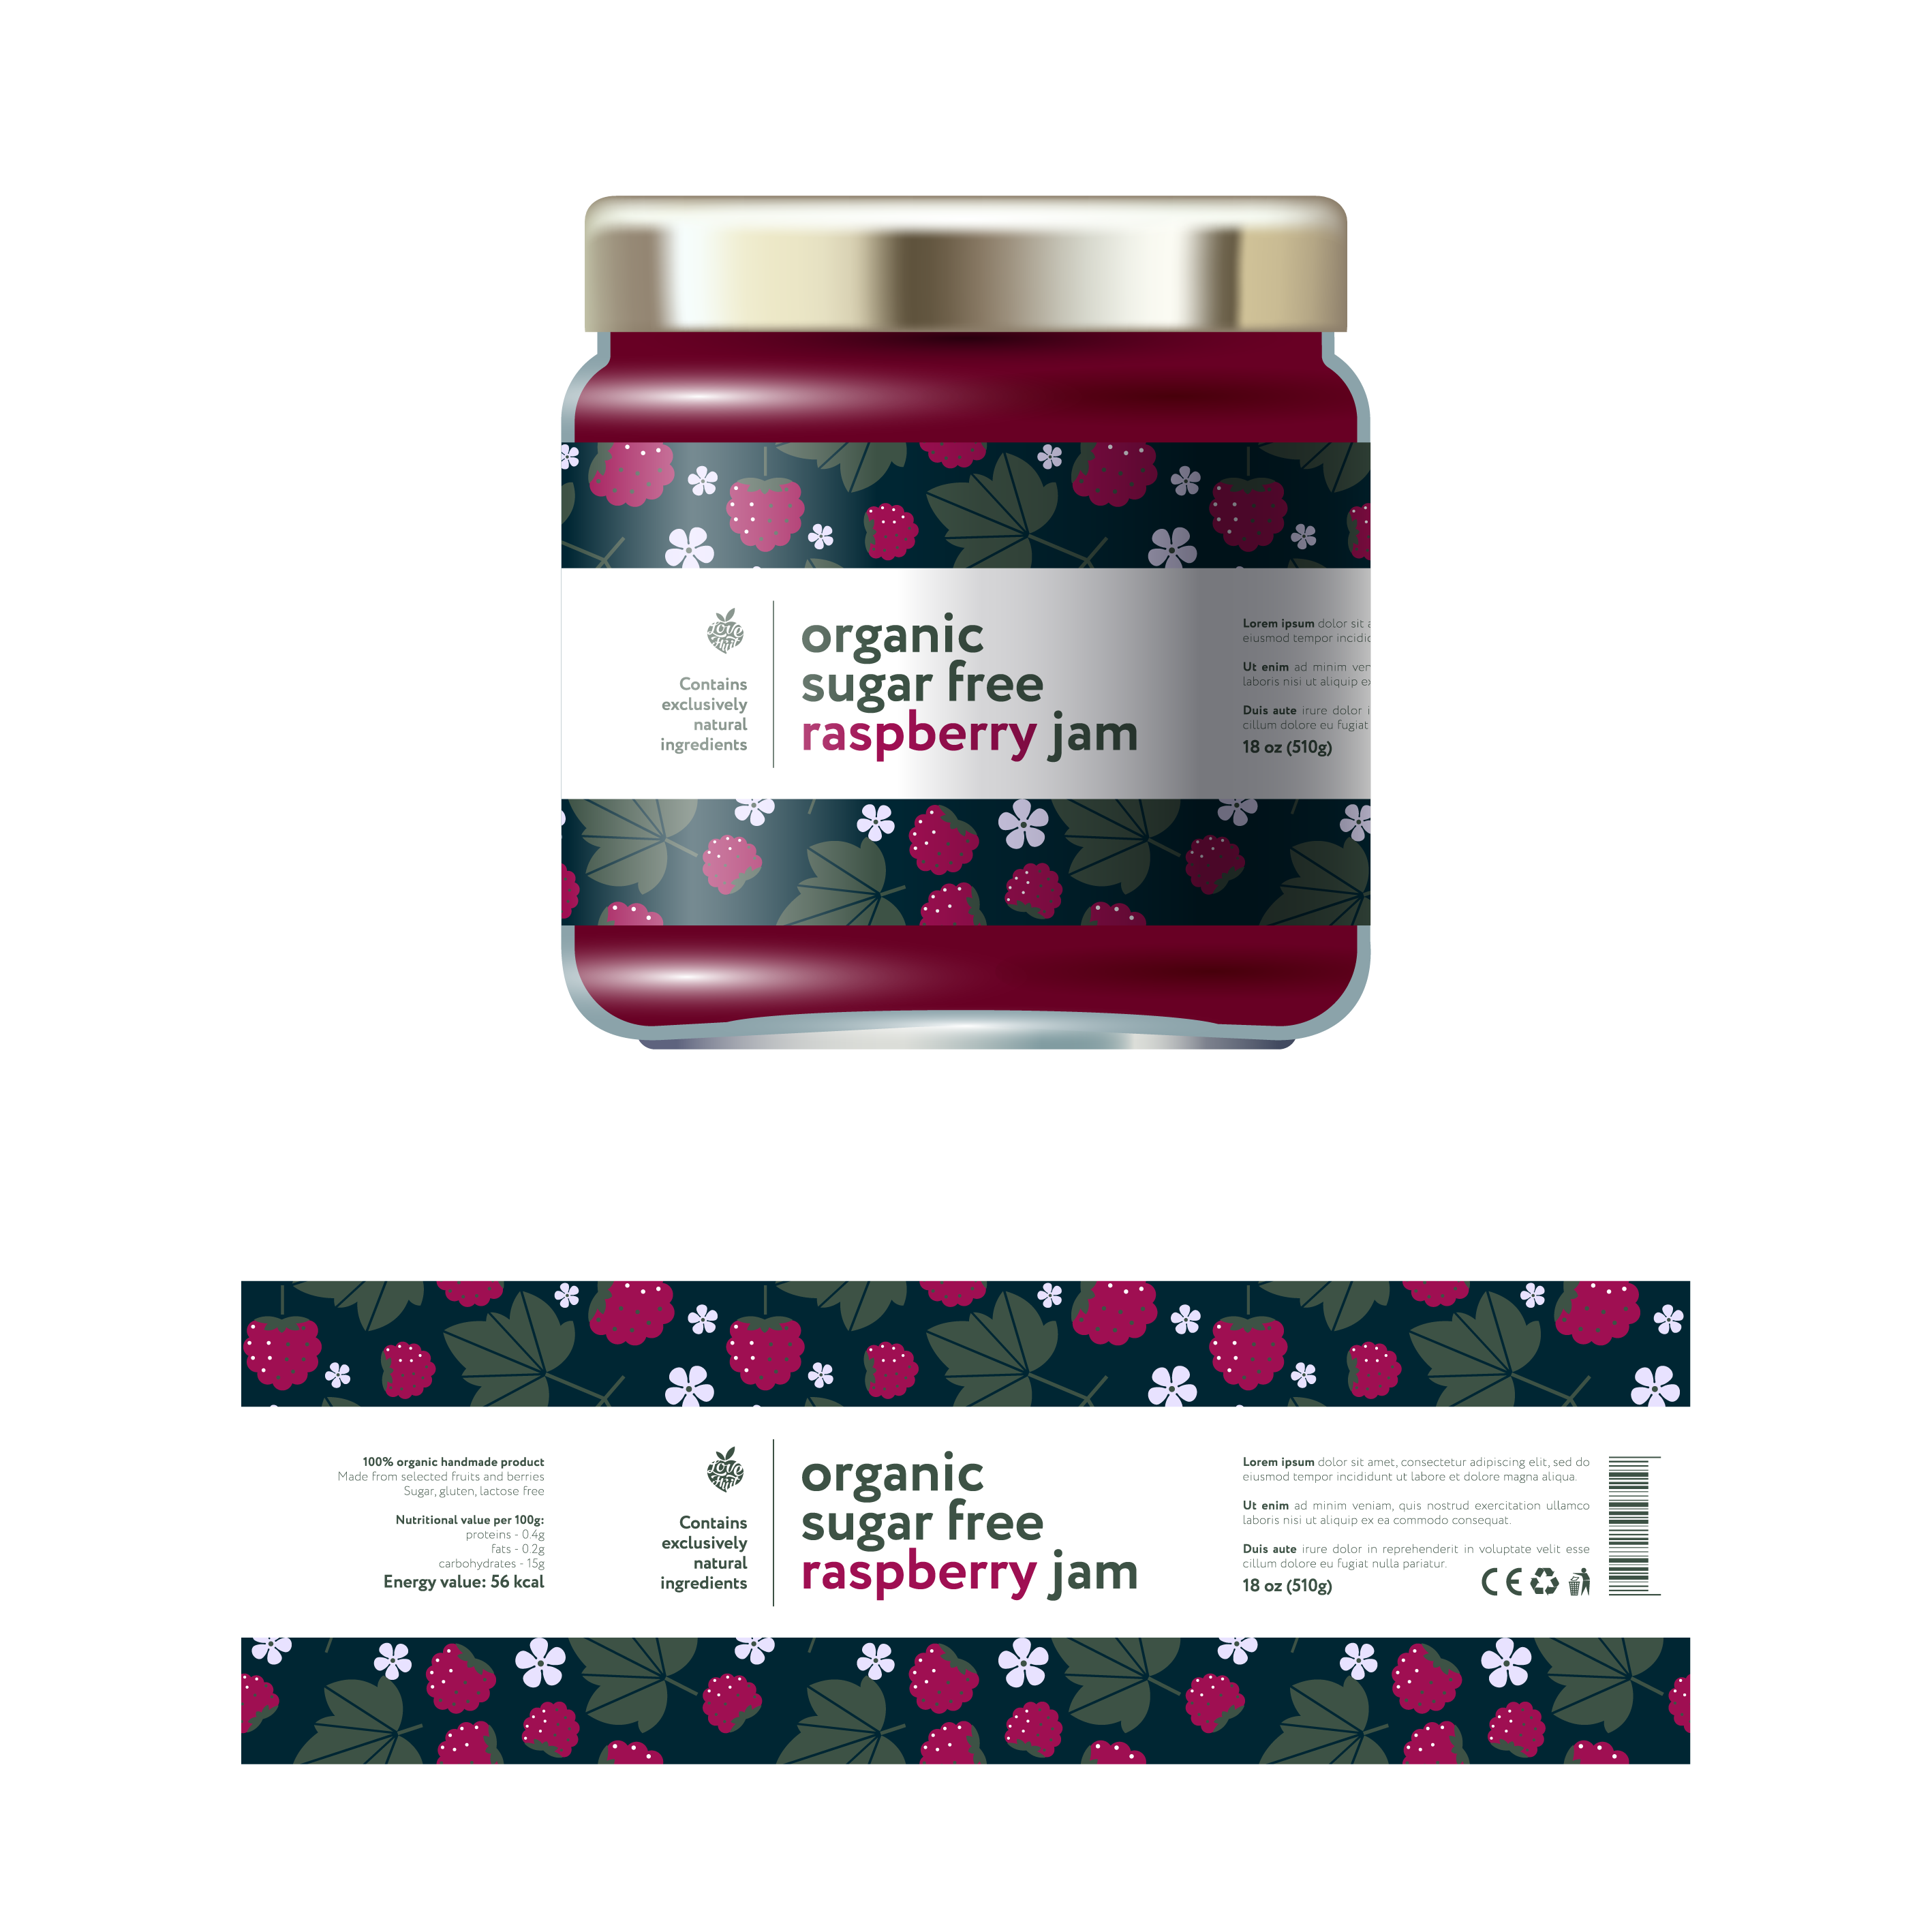 Love
fruit
Contains
exclusively
natural
ingredients
organic
sugar free
raspberry jam
Lorem ipsum dolor sit a
eiusmod tempor incidid
Ut enim ad minim ven
laboris nisi ut aliquip ex
Duis aute irure dolor i
cillum dolore eu fugiat
18 oz (510g)
100% organic handmade product
Made from selected fruits and berries
Sugar, gluten, lactose free
Nutritional value per 100g:
proteins - 0.4g
fats - 0.2g
carbohydrates - 15g
Energy value: 56 kcal
Love
fruit
Contains
exclusively
natural
ingredients
organic
sugar free
raspberry jam
Lorem ipsum dolor sit amet, consectetur adipiscing elit, sed do
eiusmod tempor incididunt ut labore et dolore magna aliqua.
Ut enim ad minim veniam, quis nostrud exercitation ullamco
laboris nisi ut aliquip ex ea commodo consequat.
Duis aute irure dolor in reprehenderit in voluptate velit esse
cillum dolore eu fugiat nulla pariatur.
18 oz (510g)
CE